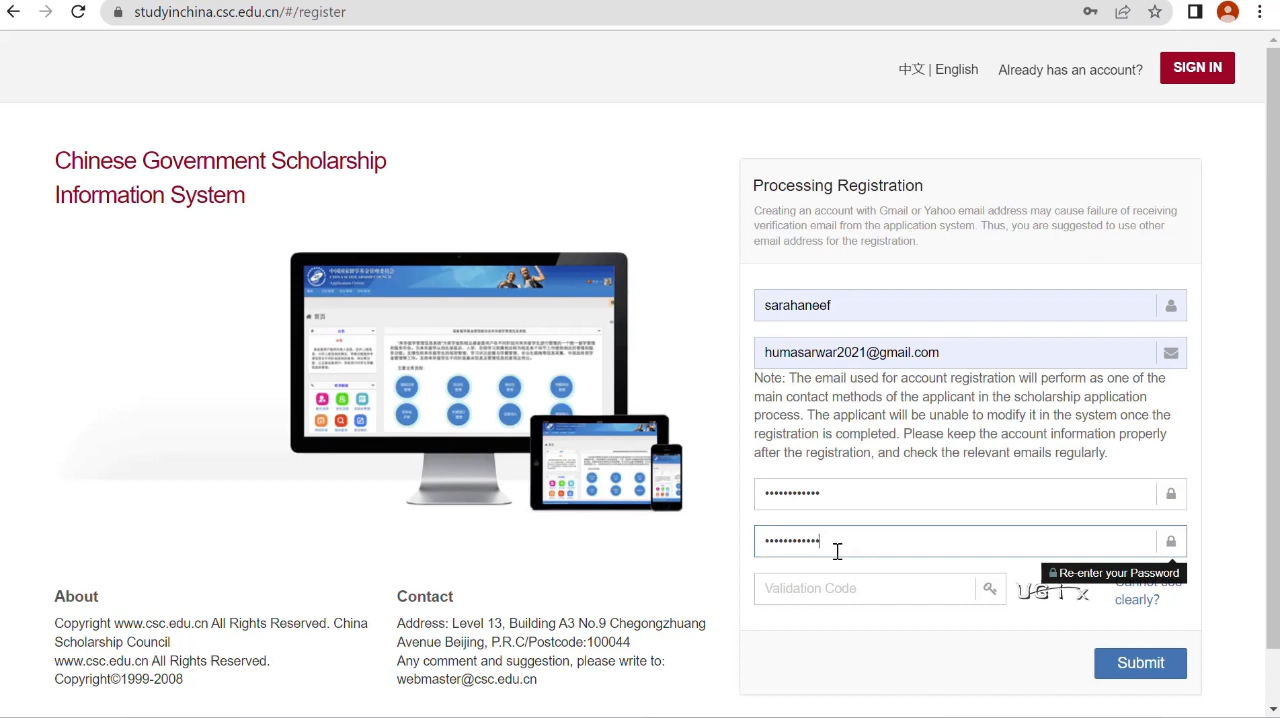 studyinchina.csc.edu.cn/#/register
中文 | English Already has an account? SIGN IN
Chinese Government Scholarship
Information System
Processing Registration
Creating an account with Gmail or Yahoo email address may cause failure of receiving
verification email from the application system. Thus, you are suggested to use other
email address for the registration.
sarahaneef
@gmail.com
Note: The email used for account registration will perform as one of the
main contact methods of the applicant in the scholarship application
process. The applicant will be unable to modify it in the system once the
registration is completed. Please keep the account information properly
after the registration, and check the relevant emails regularly.
••••••••••••
••••••••••••
Re-enter your Password
Validation Code
clearly?
Submit
About
Copyright www.csc.edu.cn All Rights Reserved. China
Scholarship Council
www.csc.edu.cn All Rights Reserved.
Copyright©1999-2008
Contact
Address: Level 13, Building A3 No.9 Chegongzhuang
Avenue Beijing, P.R.C/Postcode:100044
Any comment and suggestion, please write to:
webmaster@csc.edu.cn